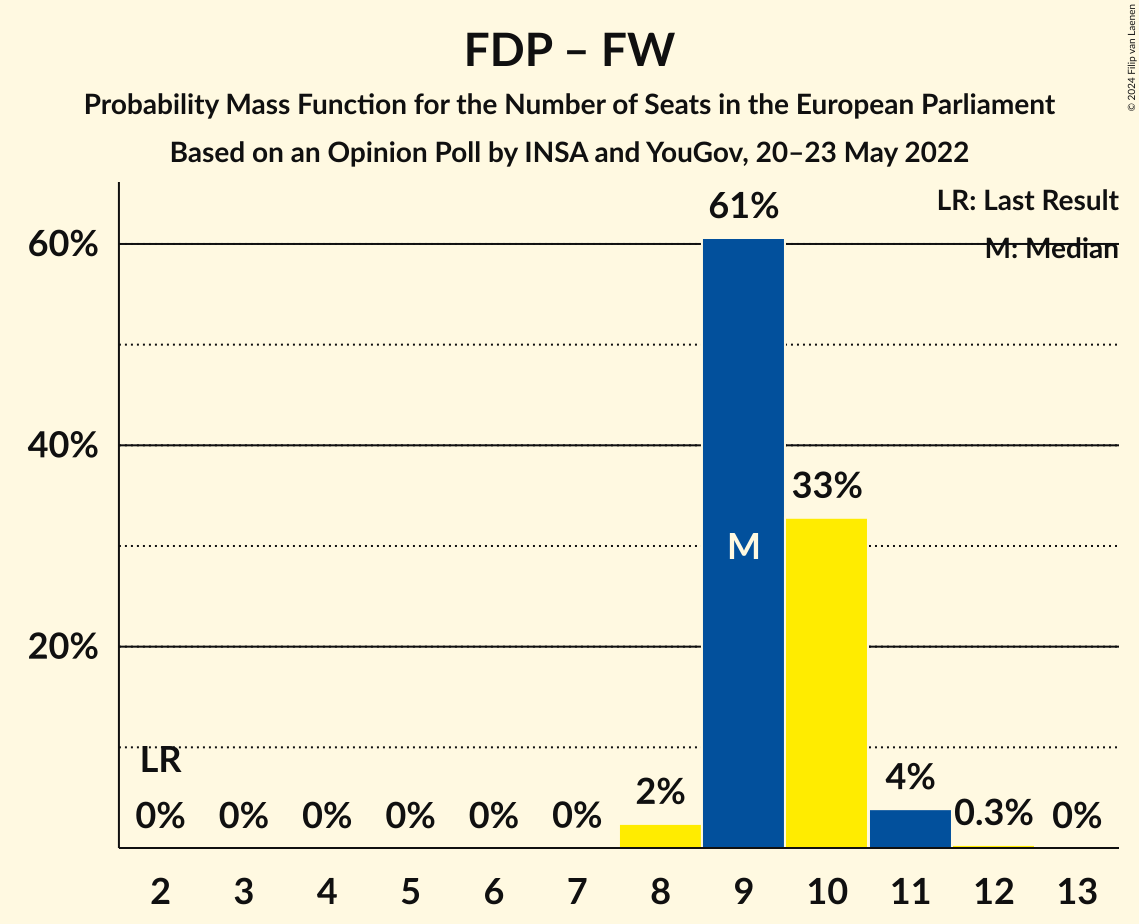 FDP – FW
Probability Mass Function for the Number of Seats in the European Parliament
Based on an Opinion Poll by INSA and YouGov, 20–23 May 2022
© 2024 Filip van Laenen
LR: Last Result
M: Median
60%
40%
20%
61%
33%
M
LR
0% 0% 0% 0% 0% 0% 2% 4% 0.3% 0%
2 3 4 5 6 7 8 9 10 11 12 13